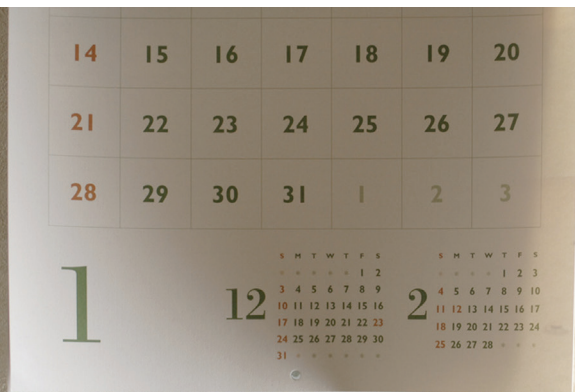 14 15 16 17 18 19 20
21 22 23 24 25 26 27
28 29 30 31 1 2 3
1
12
S M T W T F S
1 2
3 4 5 6 7 8 9
10 11 12 13 14 15 16
17 18 19 20 21 22 23
24 25 26 27 28 29 30
31
2
S M T W T F S
1 2 3
4 5 6 7 8 9 10
11 12 13 14 15 16 17
18 19 20 21 22 23 24
25 26 27 28